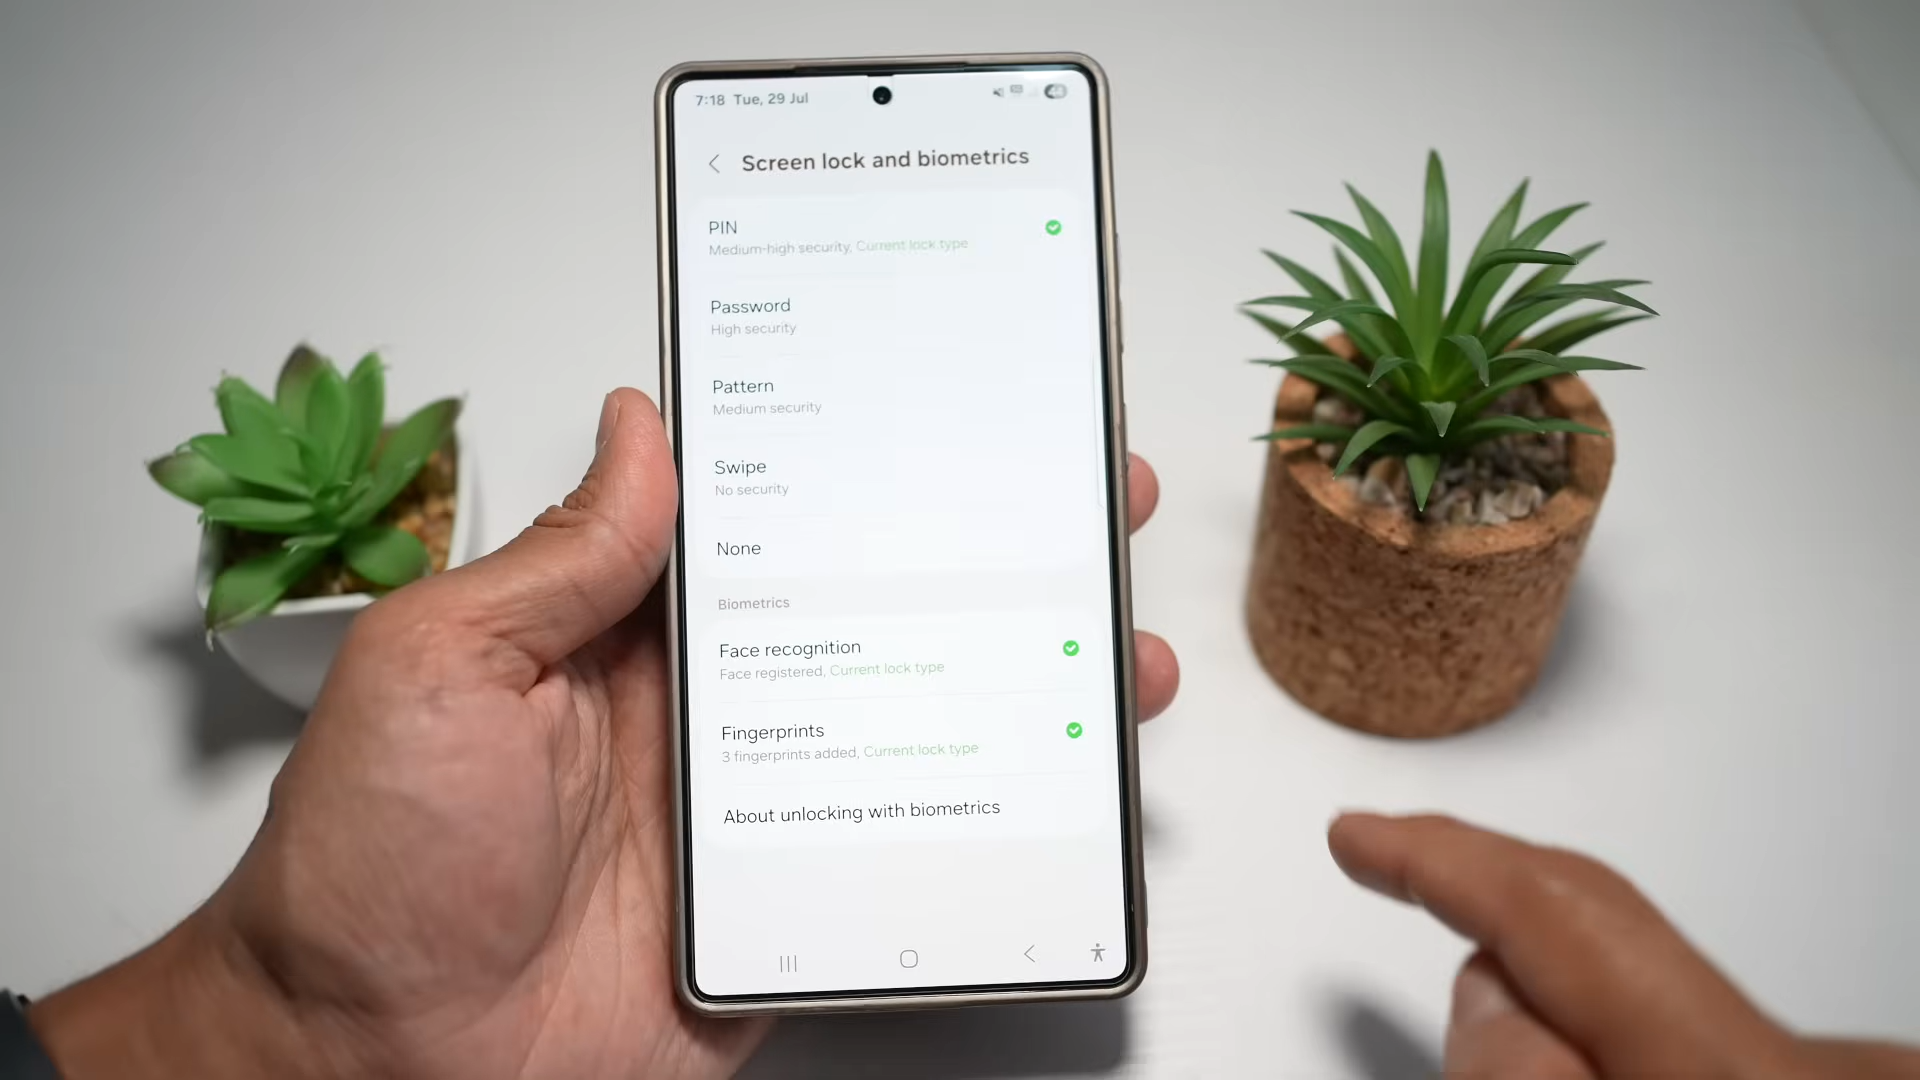 7:18 Tue, 29 Jul
Screen lock and biometrics
PIN
Medium-high security, Current lock type
Password
High security
Pattern
Medium security
Swipe
No security
None
Biometrics
Face recognition
Face registered, Current lock type
Fingerprints
3 fingerprints added, Current lock type
About unlocking with biometrics